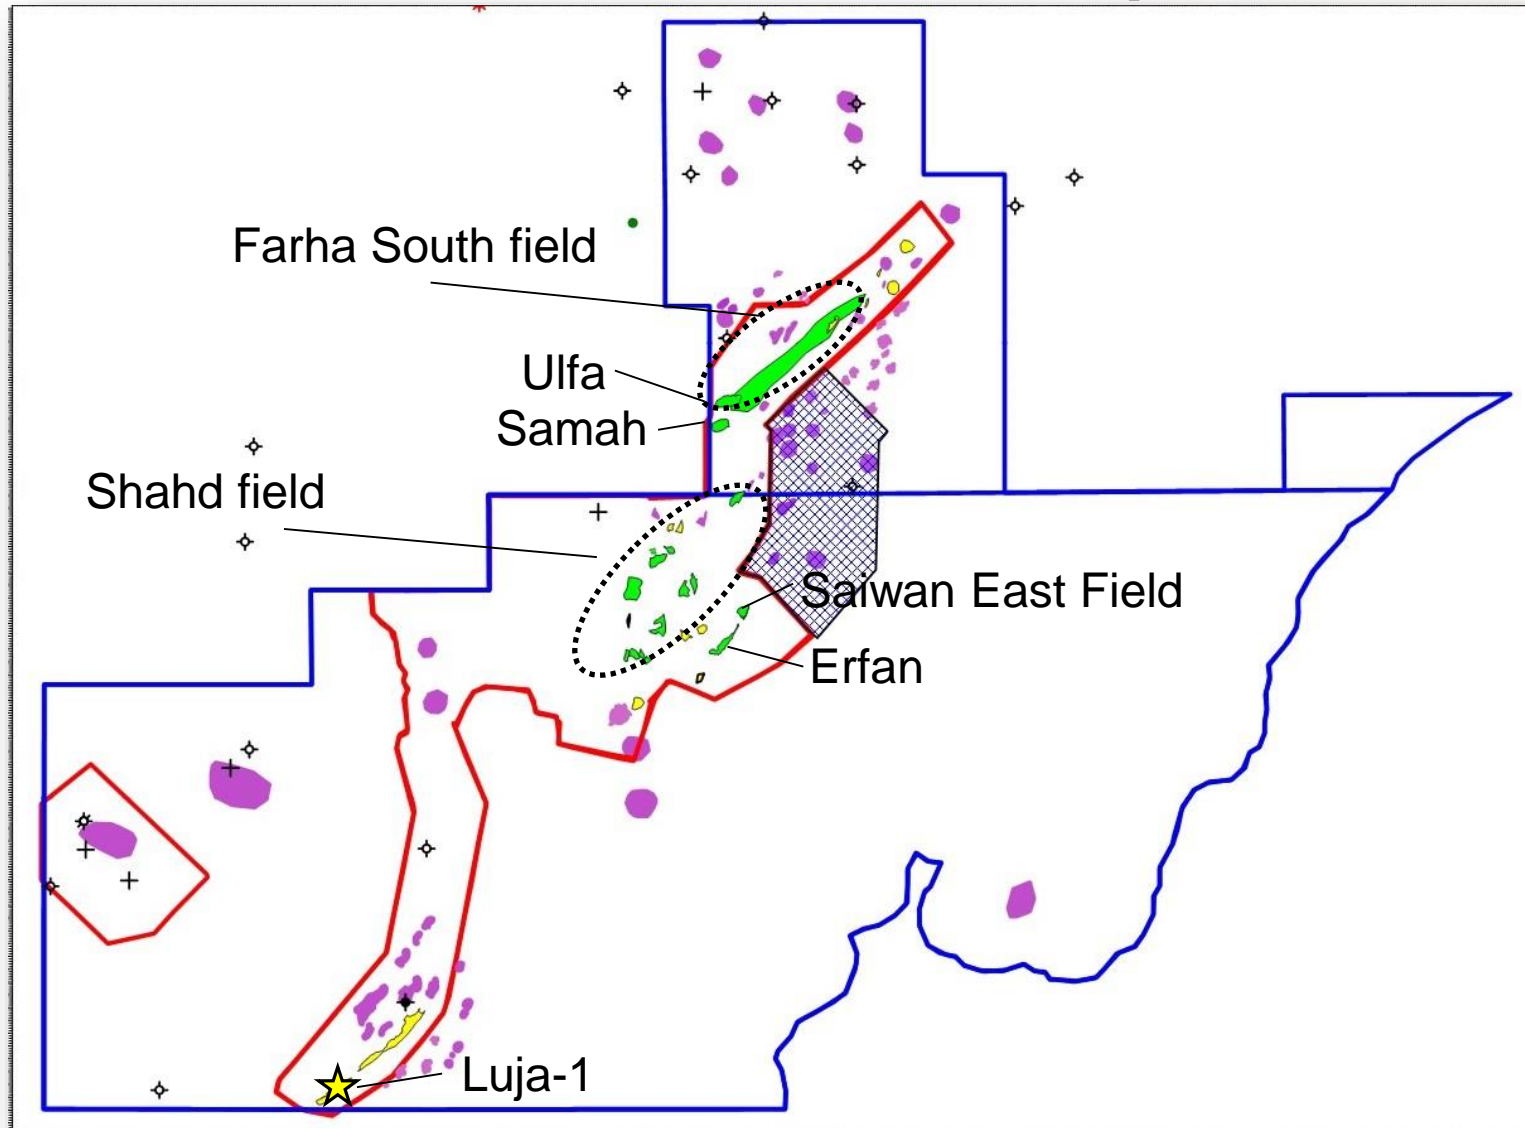 Farha South field
Ulfa
Samah
Shahd field
Saiwan East Field
Erfan
Luja-1